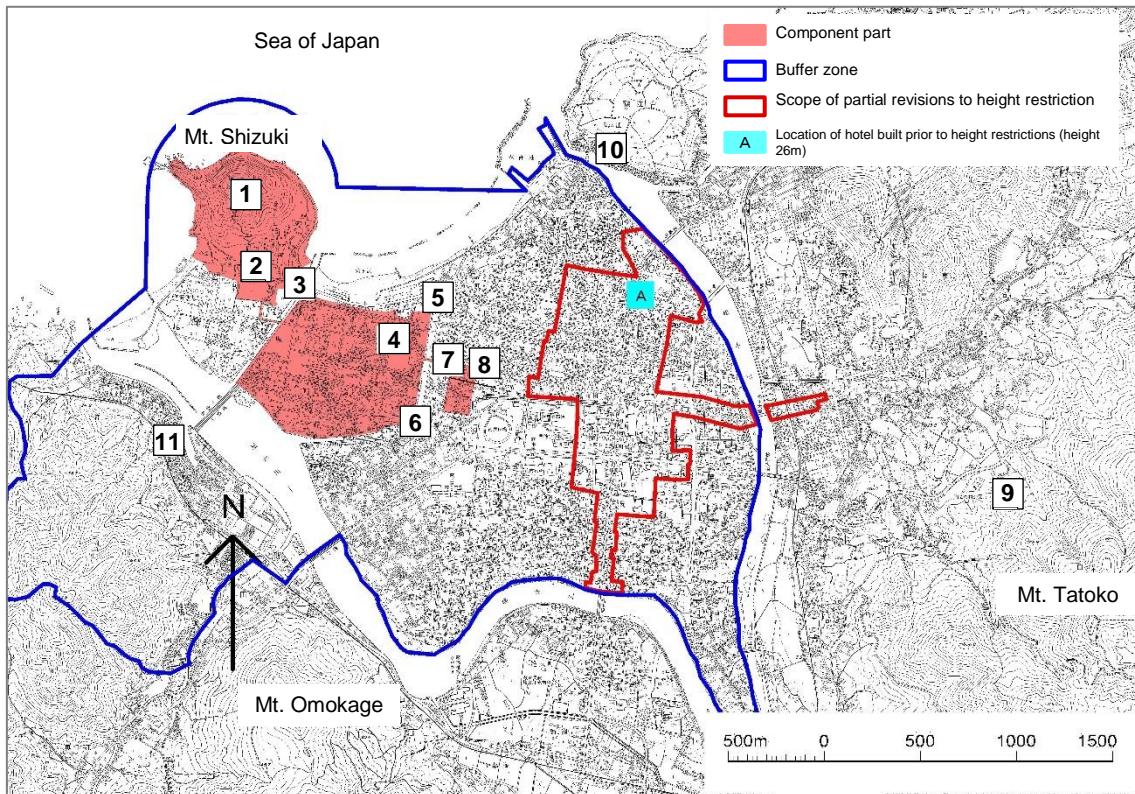 Sea of Japan
Component part
Buffer zone
Scope of partial revisions to height restriction
A
Location of hotel built prior to height restrictions (height
26m)
Mt. Shizuki
10
1
2
3
5
A
4
7
8
6
11
N
9
Mt. Tatoko
Mt. Omokage
500m
0
500
1000
1500